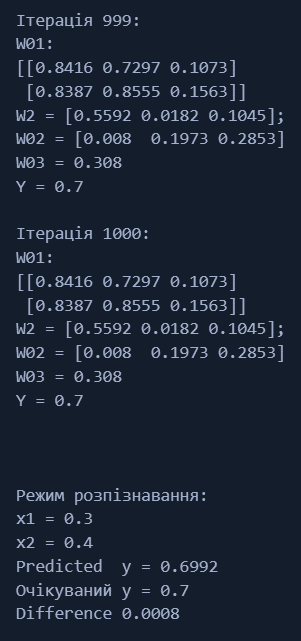 Ітерація 999:
W01:
[[0.8416 0.7297 0.1073]
 [0.8387 0.8555 0.1563]]
W2 = [0.5592 0.0182 0.1045];
W02 = [0.008  0.1973 0.2853]
W03 = 0.308
Y = 0.7
Ітерація 1000:
W01:
[[0.8416 0.7297 0.1073]
 [0.8387 0.8555 0.1563]]
W2 = [0.5592 0.0182 0.1045];
W02 = [0.008  0.1973 0.2853]
W03 = 0.308
Y = 0.7
Режим розпізнавання:
x1 = 0.3
x2 = 0.4
Predicted  y = 0.6992
Очікуваний y = 0.7
Difference 0.0008